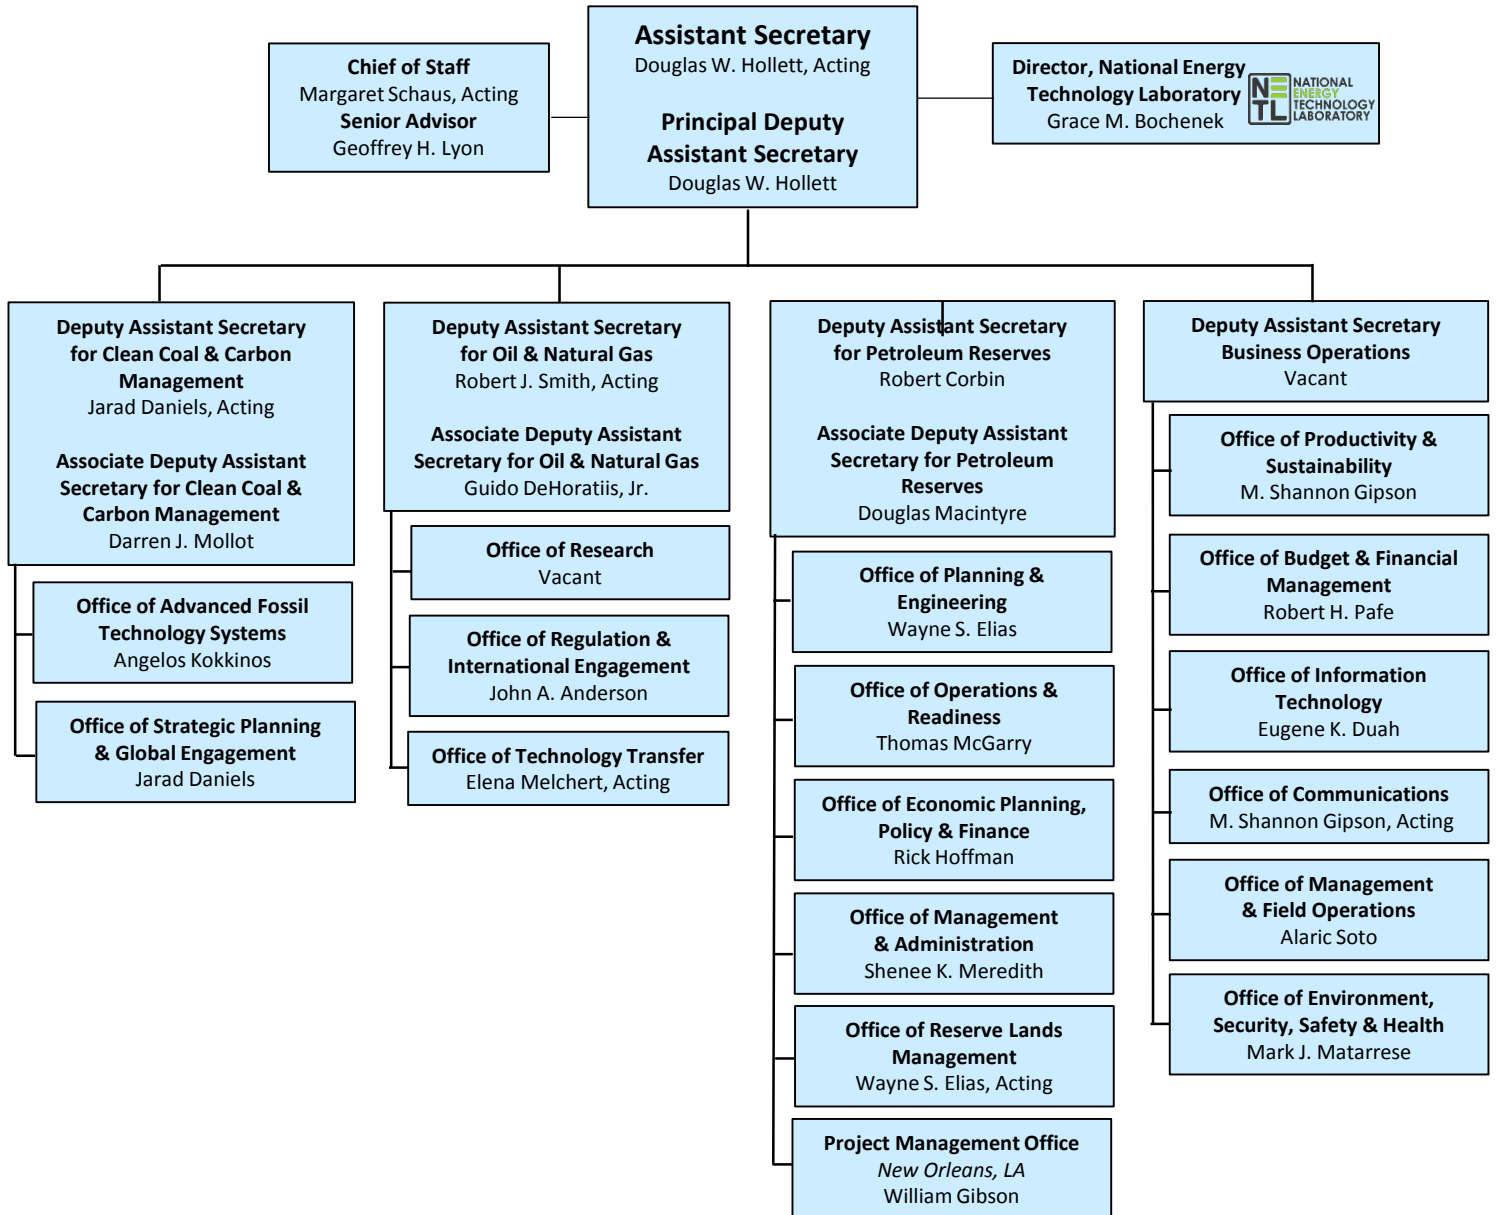 Assistant Secretary
Douglas W. Hollett, Acting
Principal Deputy
Assistant Secretary
Douglas W. Hollett
Chief of Staff
Margaret Schaus, Acting
Senior Advisor
Geoffrey H. Lyon
Director, National Energy
Technology Laboratory
Grace M. Bochenek
NE
TL
NATIONAL
ENERGY
TECHNOLOGY
LABORATORY
Deputy Assistant Secretary
for Clean Coal & Carbon
Management
Jarad Daniels, Acting
Associate Deputy Assistant
Secretary for Clean Coal &
Carbon Management
Darren J. Mollot
Office of Advanced Fossil
Technology Systems
Angelos Kokkinos
Office of Strategic Planning
& Global Engagement
Jarad Daniels
Deputy Assistant Secretary
for Oil & Natural Gas
Robert J. Smith, Acting
Associate Deputy Assistant
Secretary for Oil & Natural Gas
Guido DeHoratiis, Jr.
Office of Research
Vacant
Office of Regulation &
International Engagement
John A. Anderson
Office of Technology Transfer
Elena Melchert, Acting
Deputy Assistant Secretary
for Petroleum Reserves
Robert Corbin
Associate Deputy Assistant
Secretary for Petroleum
Reserves
Douglas Macintyre
Office of Planning &
Engineering
Wayne S. Elias
Office of Operations &
Readiness
Thomas McGarry
Office of Economic Planning,
Policy & Finance
Rick Hoffman
Office of Management
& Administration
Shenee K. Meredith
Office of Reserve Lands
Management
Wayne S. Elias, Acting
Project Management Office
New Orleans, LA
William Gibson
Deputy Assistant Secretary
Business Operations
Vacant
Office of Productivity &
Sustainability
M. Shannon Gipson
Office of Budget & Financial
Management
Robert H. Pafe
Office of Information
Technology
Eugene K. Duah
Office of Communications
M. Shannon Gipson, Acting
Office of Management
& Field Operations
Alaric Soto
Office of Environment,
Security, Safety & Health
Mark J. Matarrese